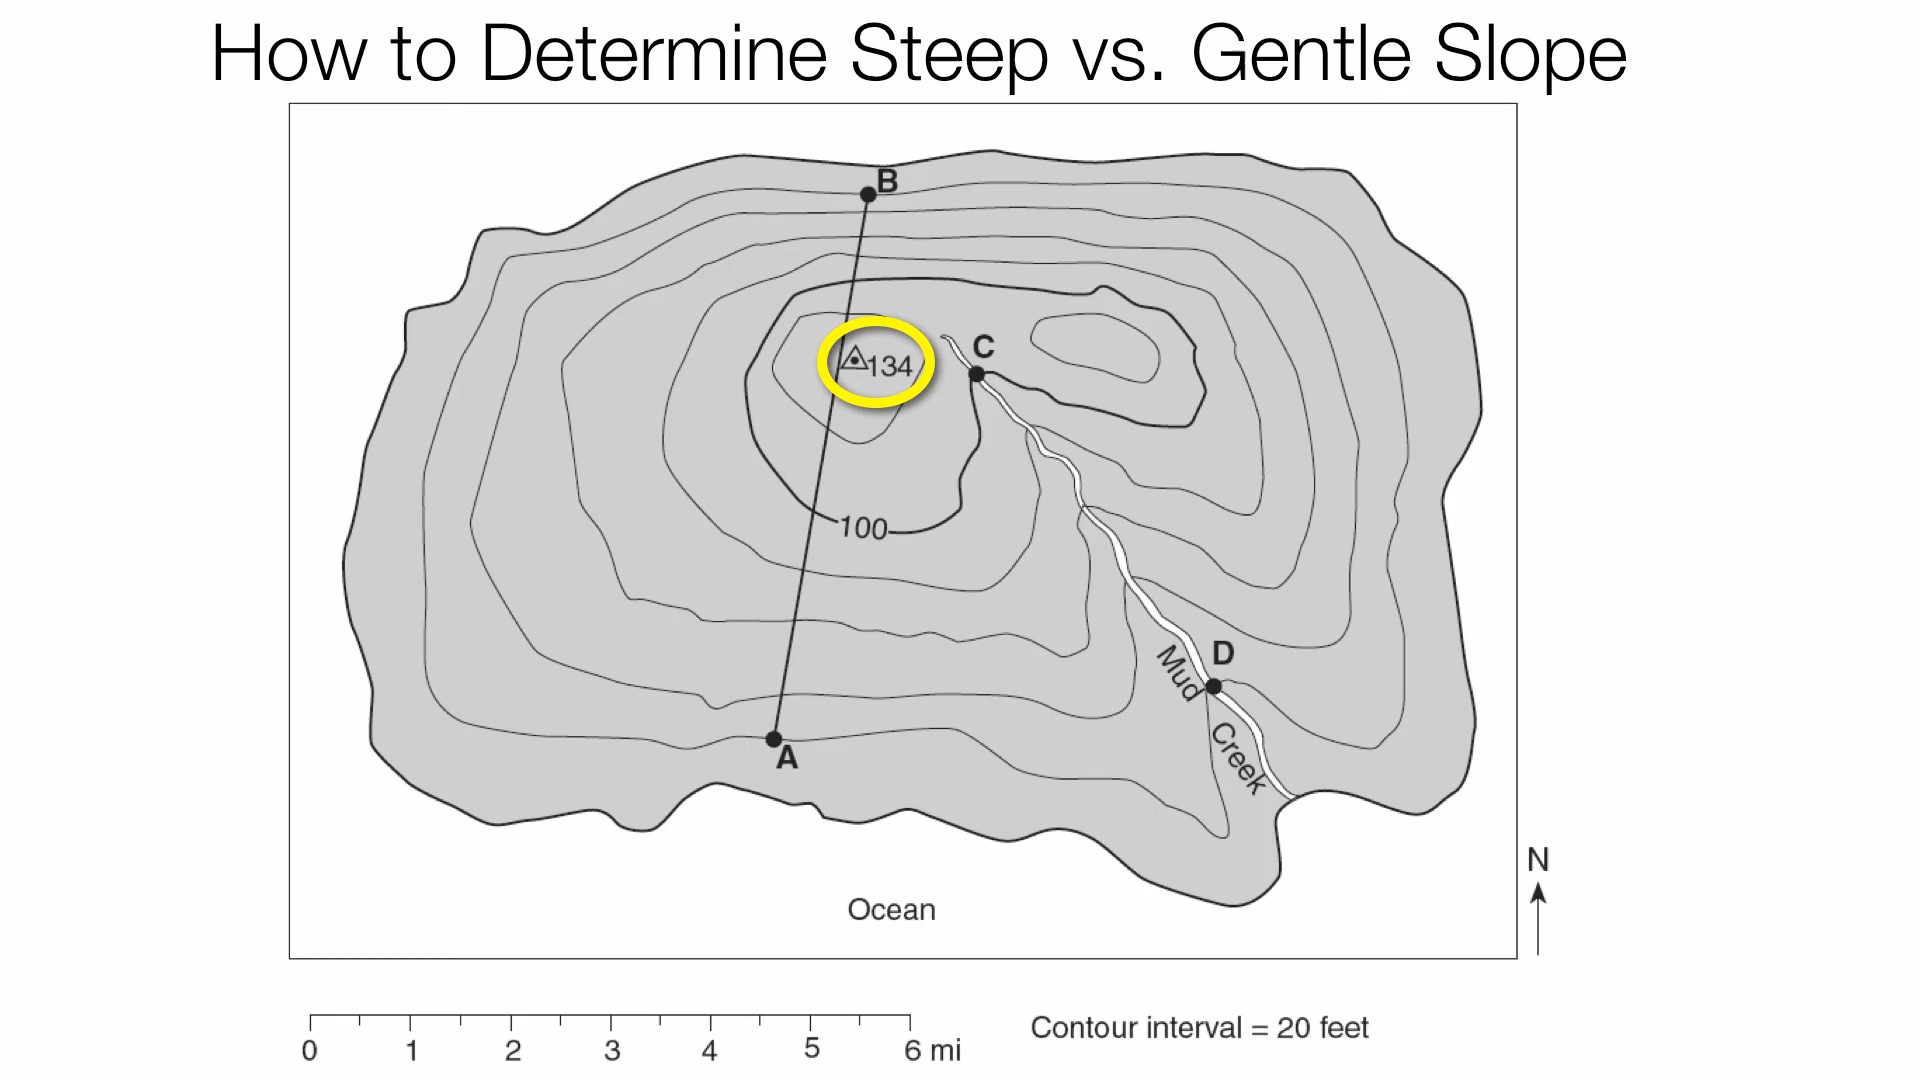 How to Determine Steep vs. Gentle Slope
B
134
C
100
D
Mud
Creek
A
N
Ocean
0 1 2 3 4 5 6 mi
Contour interval = 20 feet